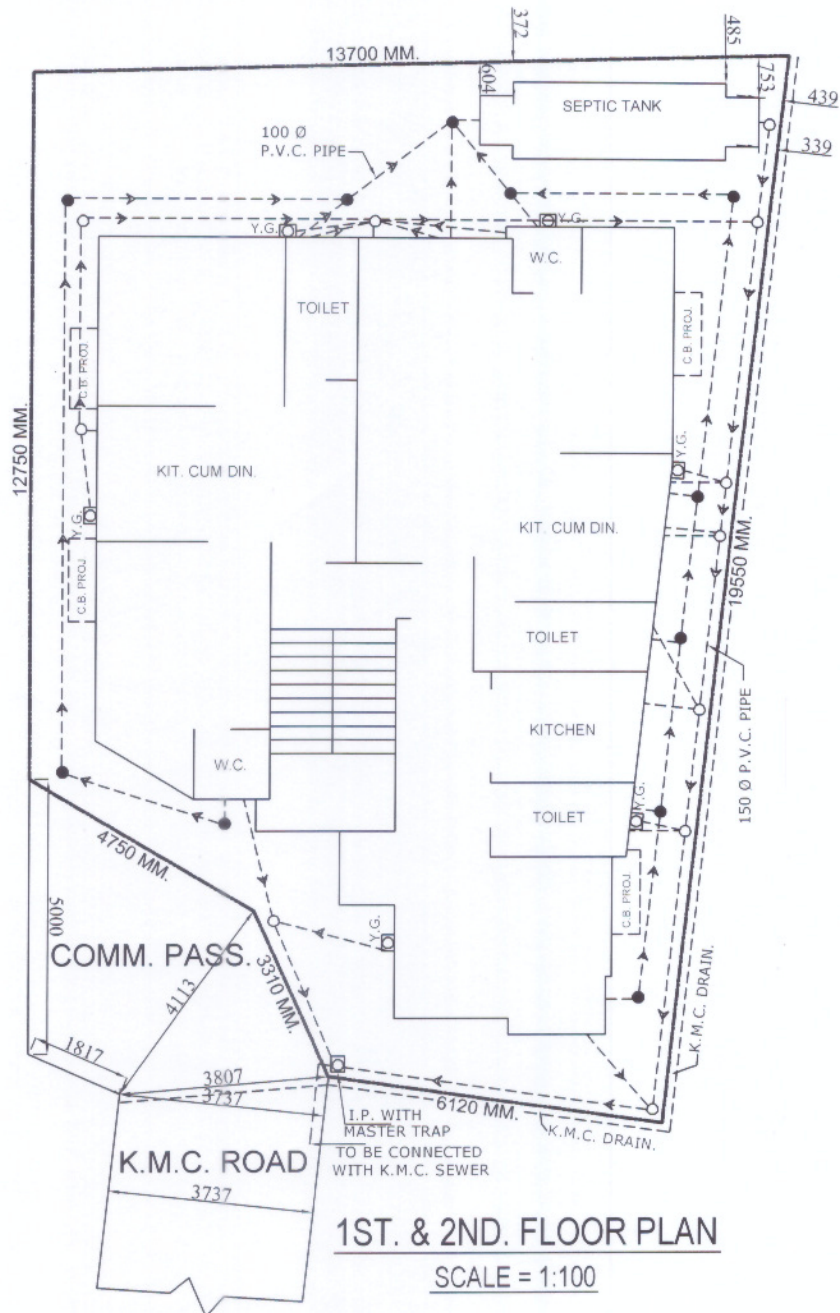 13700 MM.
372
485
604
753
439
339
SEPTIC TANK
100 Ø
P.V.C. PIPE
Y.G.
Y.G.
W.C.
TOILET
C.B. PROJ.
C.B. PROJ.
12750 MM.
KIT. CUM DIN.
Y.G.
Y.G.
KIT. CUM DIN.
19550 MM.
C.B. PROJ.
TOILET
KITCHEN
150 Ø P.V.C. PIPE
W.C.
Y.G.
TOILET
4750 MM.
C.B. PROJ.
5000
COMM. PASS.
Y.G.
3310 MM.
4113
K.M.C. DRAIN.
1817
3807
3737
6120 MM.
K.M.C. DRAIN.
I.P. WITH
MASTER TRAP
TO BE CONNECTED
WITH K.M.C. SEWER
K.M.C. ROAD
3737
1ST. & 2ND. FLOOR PLAN
SCALE = 1:100